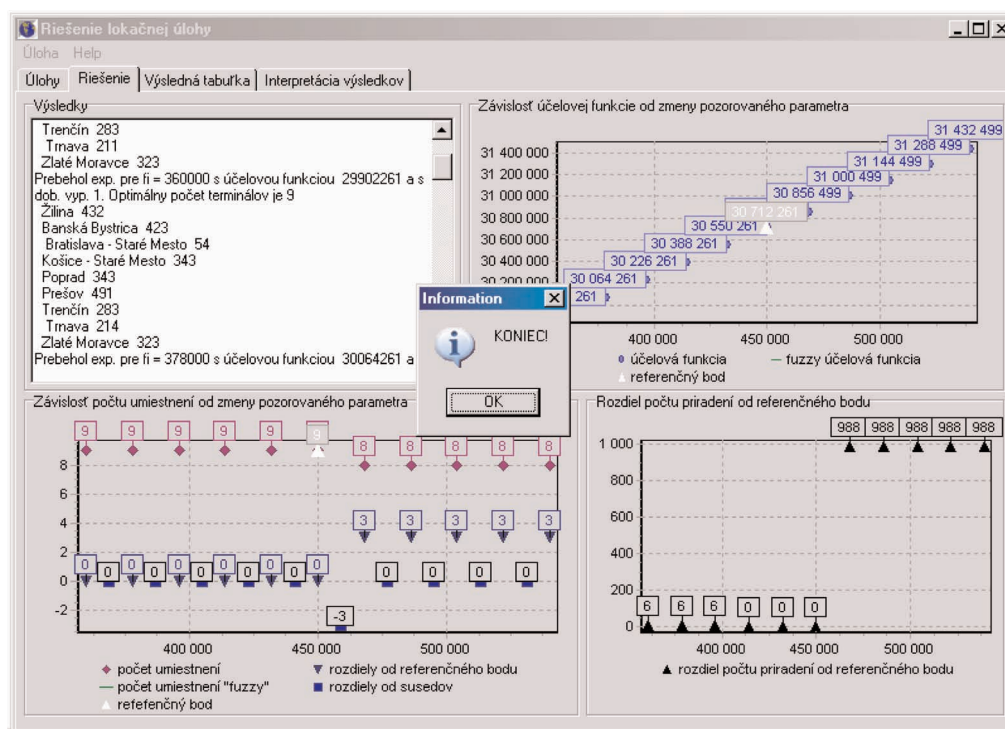 Riešenie lokačnej úlohy
Úloha Help
Úlohy Riešenie Výsledná tabuľka Interpretácia výsledkov
Výsledky
Trenčín 283
Trnava 211
Zlaté Moravce 323
Prebehol exp. pre fi = 360000 s účelovou funkciou 29902261 a s
dob. vyp. 1. Optimálny počet terminálov je 9
Žilina 432
Banská Bystrica 423
Bratislava - Staré Mesto 54
Košice - Staré Mesto 343
Poprad 343
Prešov 491
Trenčín 283
Trnava 214
Zlaté Moravce 323
Prebehol exp. pre fi = 378000 s účelovou funkciou 30064261 a
Závislosť účelovej funkcie od zmeny pozorovaného parametra
31 432 499
31 288 499
31 144 499
31 000 499
30 856 499
30 712 261
30 550 261
30 388 261
30 226 261
30 064 261
261
31 400 000
31 200 000
31 000 000
30 800 000
30 600 000
30 400 000
30 200 000
400 000 450 000 500 000
účelová funkcia fuzzy účelová funkcia
referenčný bod
Information
KONIEC!
OK
Závislosť počtu umiestnení od zmeny pozorovaného parametra
9 9 9 9 9 9 8 8 8 8 8
3 3 3 3 3
0 0 0 0 0 0 0 0 0 0 0 0 0 0 0
-3
8
6
4
2
0
-2
400 000 450 000 500 000
počet umiestnení rozdiely od referenčného bodu
počet umiestnení "fuzzy" rozdiely od susedov
refefenčný bod
Rozdiel počtu priradení od referenčného bodu
988 988 988 988 988
1 000
800
600
400
200
0
6 6 6 0 0 0
400 000 450 000 500 000
rozdiel počtu priradení od referenčného bodu